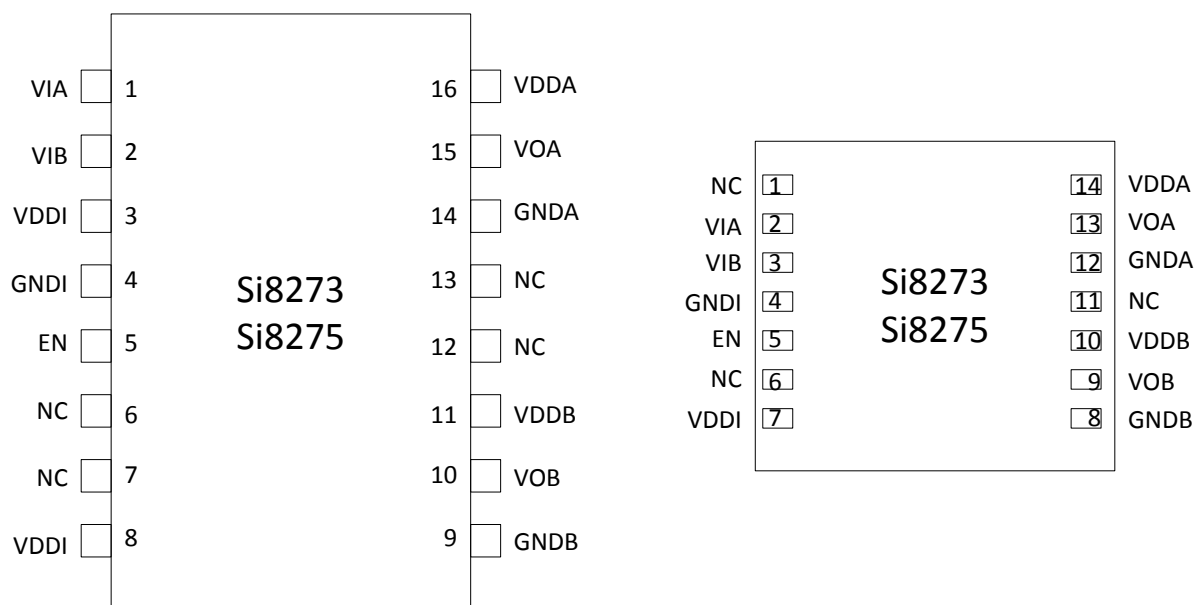 VIA 1 16 VDDA
VIB 2 15 VOA
VDDI 3 14 GNDA
GNDI 4 13 NC
EN 5 12 NC
NC 6 11 VDDB
NC 7 10 VOB
VDDI 8 9 GNDB
Si8273
Si8275
NC 1 14 VDDA
VIA 2 13 VOA
VIB 3 12 GNDA
GNDI 4 11 NC
EN 5 10 VDDB
NC 6 9 VOB
VDDI 7 8 GNDB
Si8273
Si8275